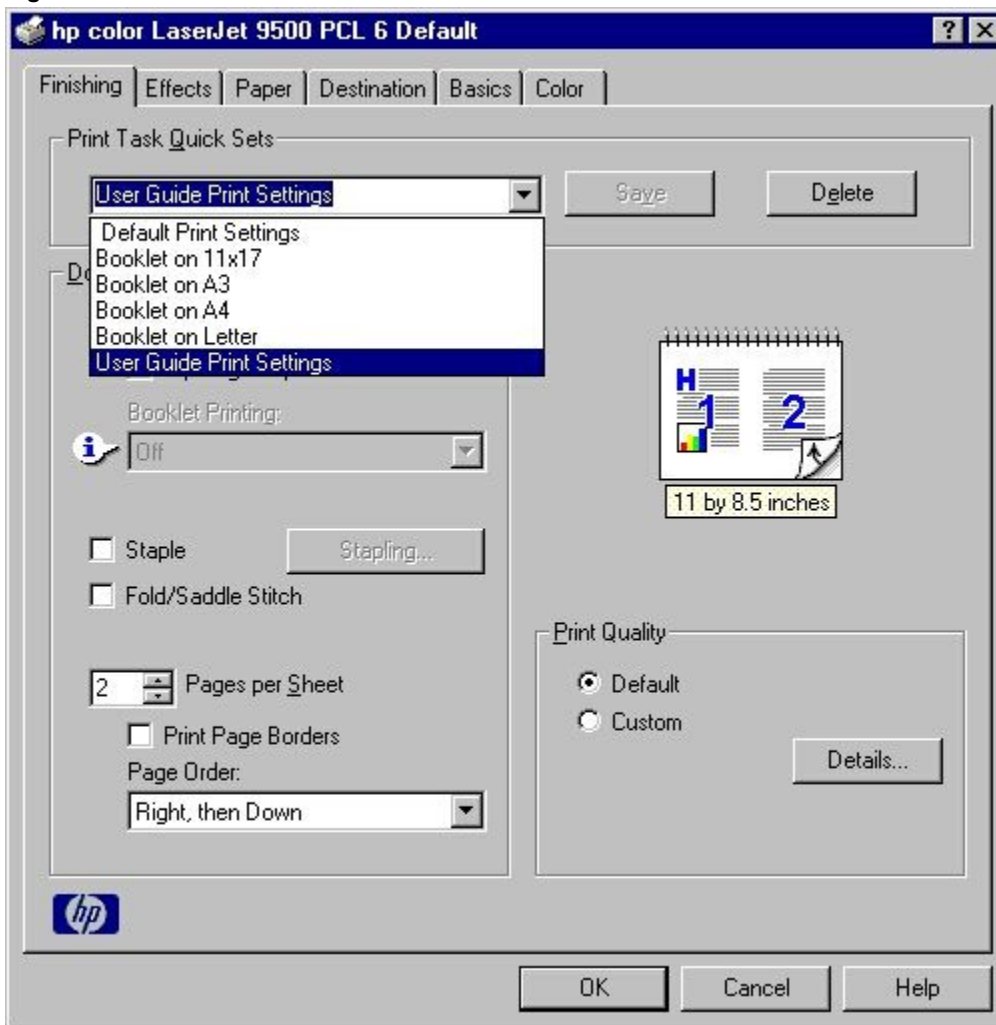 hp color LaserJet 9500 PCL 6 Default
Finishing Effects Paper Destination Basics Color
Print Task Quick Sets
User Guide Print Settings Save Delete
Default Print Settings
Booklet on 11x17
Booklet on A3
Booklet on A4
Booklet on Letter
User Guide Print Settings
Booklet Printing:
Off
H
1 2
11 by 8.5 inches
Staple Stapling...
Fold/Saddle Stitch
2 Pages per Sheet
Print Page Borders
Page Order:
Right, then Down
Print Quality
Default
Custom
Details...
hp
OK Cancel Help